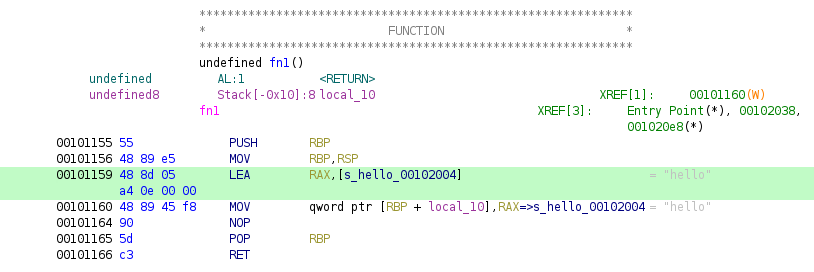 *************************************************************
* FUNCTION *
*************************************************************
undefined fn1()
undefined AL:1 <RETURN>
undefined8 Stack[-0x10]:8 local_10 XREF[1]: 00101160(W)
fn1 XREF[3]: Entry Point(*), 00102038,
001020e8(*)
00101155 55 PUSH RBP
00101156 48 89 e5 MOV RBP,RSP
00101159 48 8d 05 LEA RAX,[s_hello_00102004] = "hello"
a4 0e 00 00
00101160 48 89 45 f8 MOV qword ptr [RBP + local_10],RAX=>s_hello_00102004 = "hello"
00101164 90 NOP
00101165 5d POP RBP
00101166 c3 RET